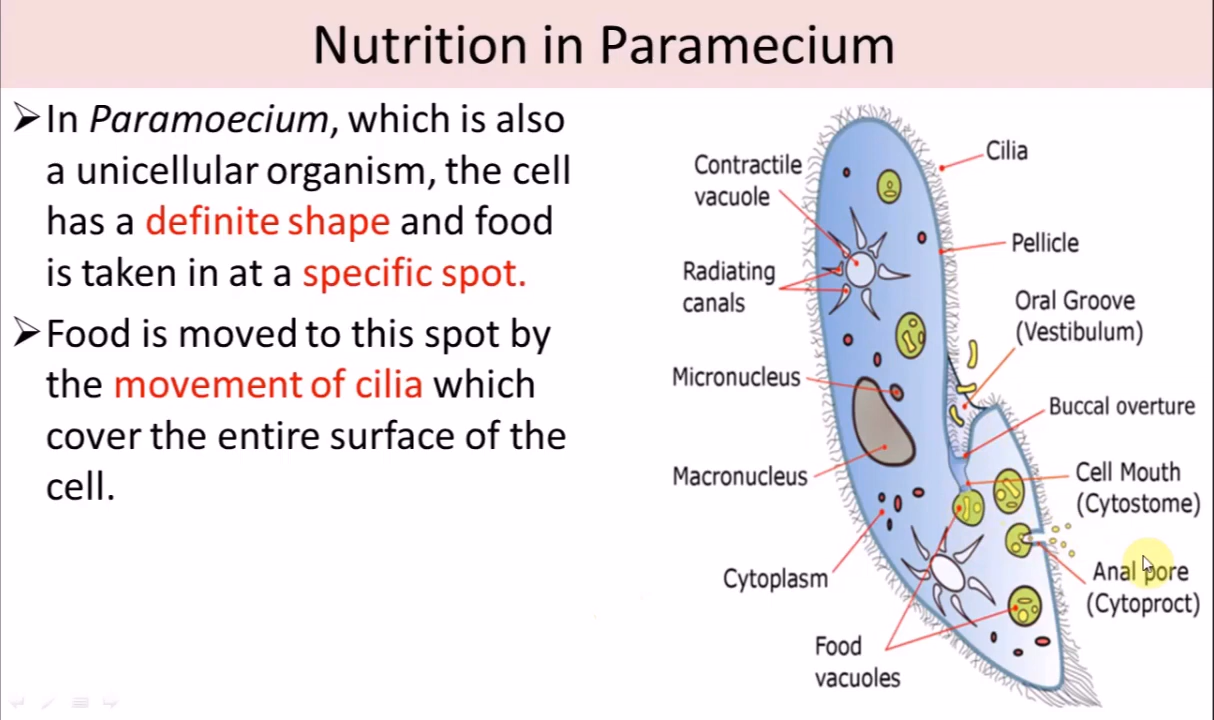 Nutrition in Paramecium
➤In Paramoecium, which is also
a unicellular organism, the cell
has a definite shape and food
is taken in at a specific spot.
➤Food is moved to this spot by
the movement of cilia which
cover the entire surface of the
cell.
Contractile
vacuole
Cilia
Pellicle
Radiating
canals
Oral Groove
(Vestibulum)
Micronucleus
Buccal overture
Macronucleus
Cell Mouth
(Cytostome)
Cytoplasm
Anal pore
(Cytoproct)
Food
vacuoles